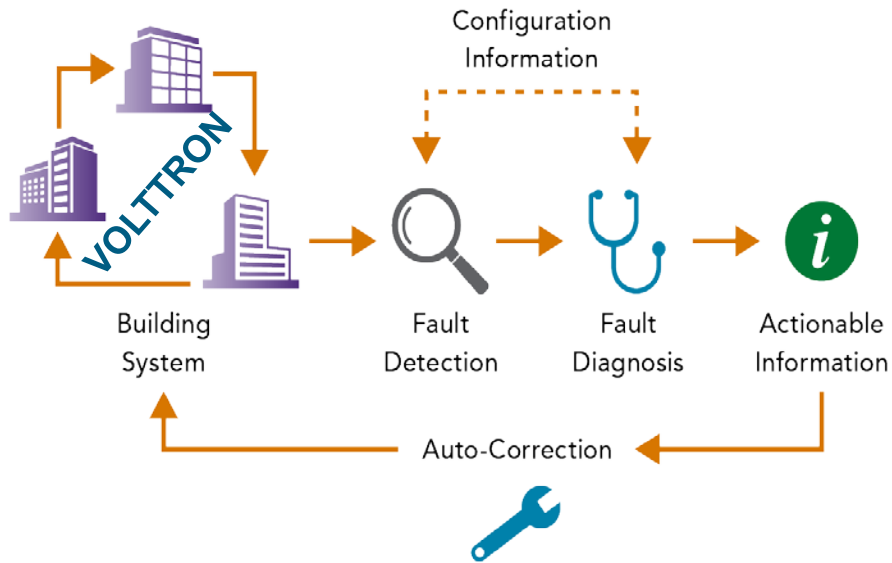 Configuration
Information
VOLTTRON
i
Building
System
Fault
Detection
Fault
Diagnosis
Actionable
Information
Auto-Correction